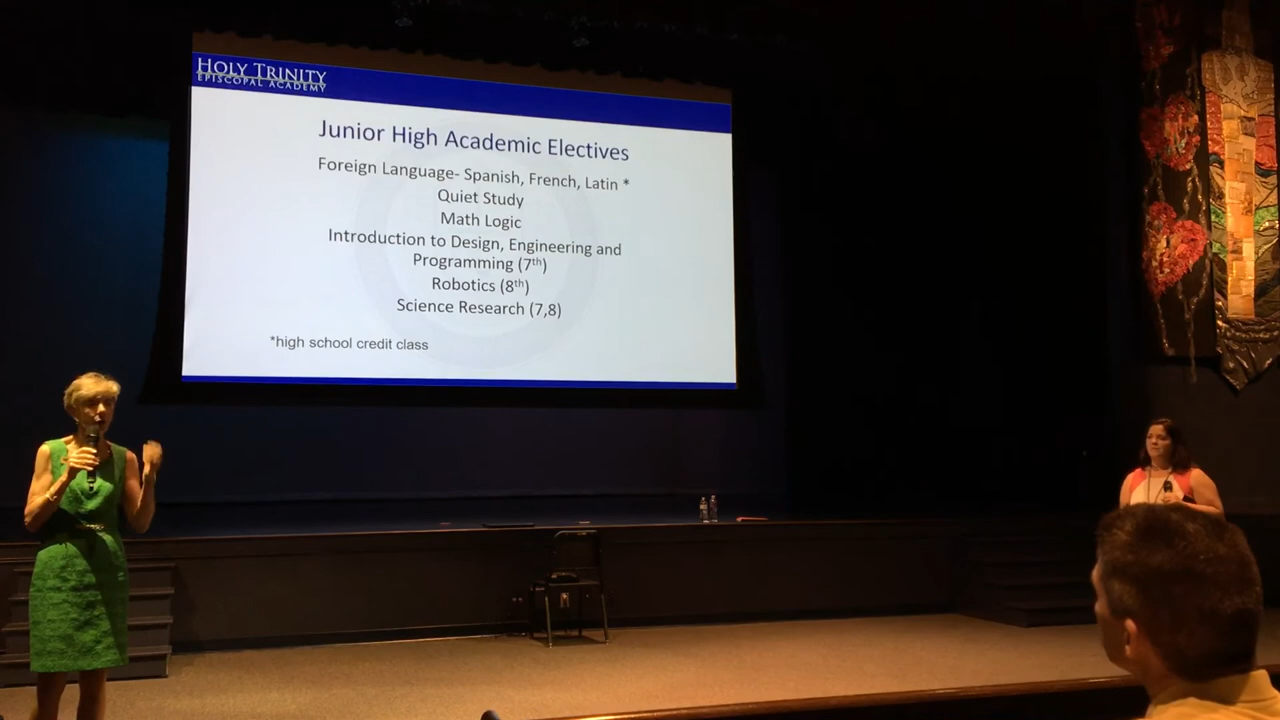 HOLY TRINITY
EPISCOPAL ACADEMY
Junior High Academic Electives
Foreign Language- Spanish, French, Latin *
Quiet Study
Math Logic
Introduction to Design, Engineering and
Programming (7th)
Robotics (8th)
Science Research (7,8)
*high school credit class